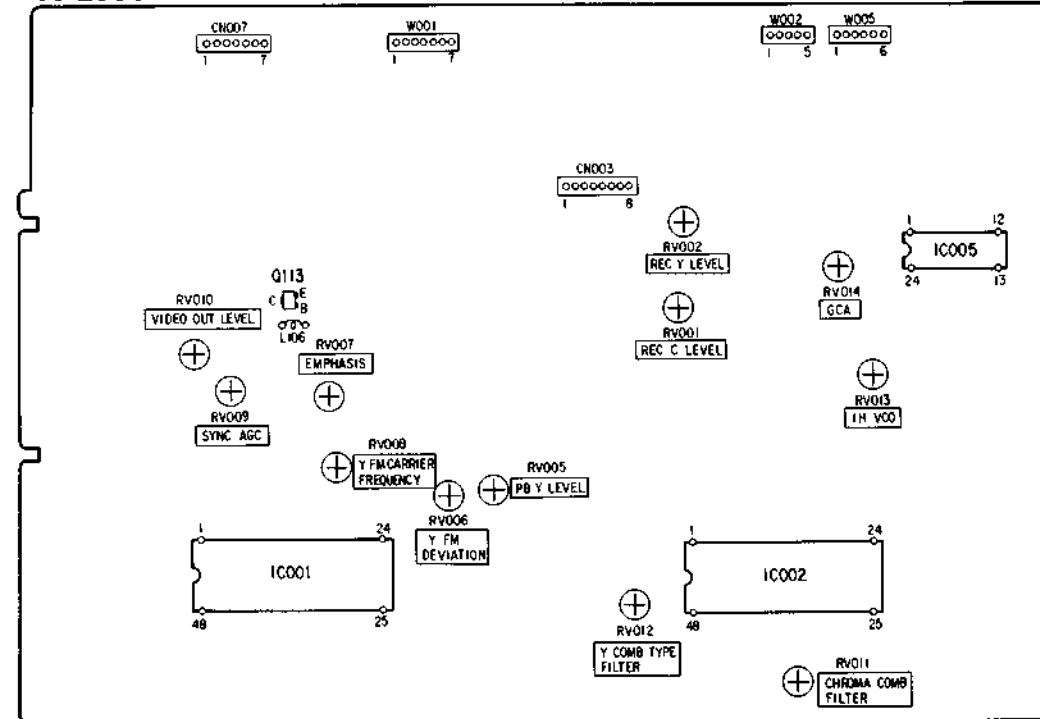 CN007
1 7
W001
1 7
W002
1 5
W005
1 6
CN003
1 8
RV002
REC Y LEVEL
1 12
IC005
24 13
RV014
GCA
Q113
C E
B
L106
RV010
VIDEO OUT LEVEL
RV007
EMPHASIS
RV001
REC C LEVEL
RV009
SYNC AGC
RV013
1H VCO
RV008
Y FM CARRIER
FREQUENCY
RV005
PB Y LEVEL
RV006
Y FM
DEVIATION
1 24
IC001
48 25
1 24
IC002
48 25
RV012
Y COMB TYPE
FILTER
RV011
CHROMA COMB
FILTER